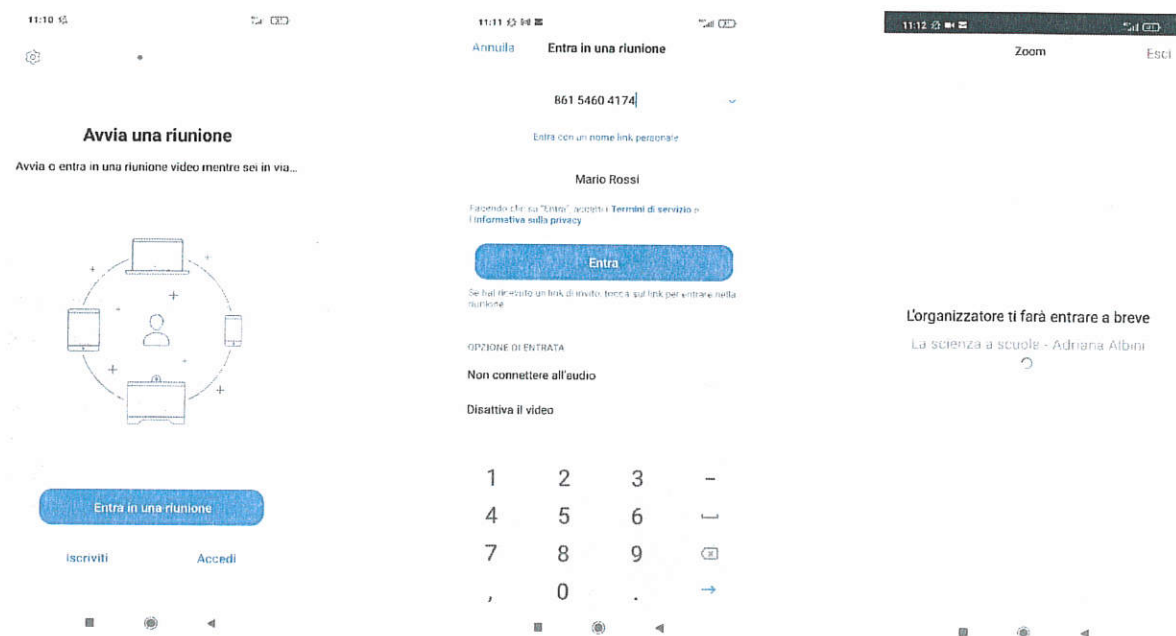 11:10
Avvia una riunione
Avvia o entra in una riunione video mentre sei in via...
Entra in una riunione
Iscriviti
Accedi
11:11
Annulla
Entra in una riunione
861 5460 4174
Entra con un nome link personale
Mario Rossi
Facendo clic su "Entra", accetti i Termini di servizio e
l'Informativa sulla privacy
Entra
Se hai ricevuto un link di invito, tocca sul link per entrare nella
riunione
OPZIONE DI ENTRATA
Non connettere all'audio
Disattiva il video
1 2 3 -
4 5 6
7 8 9
, 0 .
11:12
Zoom
Esci
L'organizzatore ti farà entrare a breve
La scienza a scuola - Adriana Albini